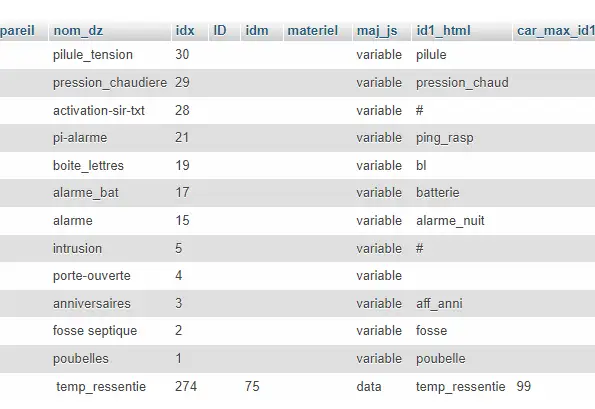 pareil nom_dz idx ID idm materiel maj_js id1_html car_max_id1
pilule_tension 30 variable pilule
pression_chaudiere 29 variable pression_chaud
activation-sir-txt 28 variable #
pi-alarme 21 variable ping_rasp
boite_lettres 19 variable bl
alarme_bat 17 variable batterie
alarme 15 variable alarme_nuit
intrusion 5 variable #
porte-ouverte 4 variable
anniversaires 3 variable aff_anni
fosse septique 2 variable fosse
poubelles 1 variable poubelle
temp_ressentie 274 75 data temp_ressentie 99